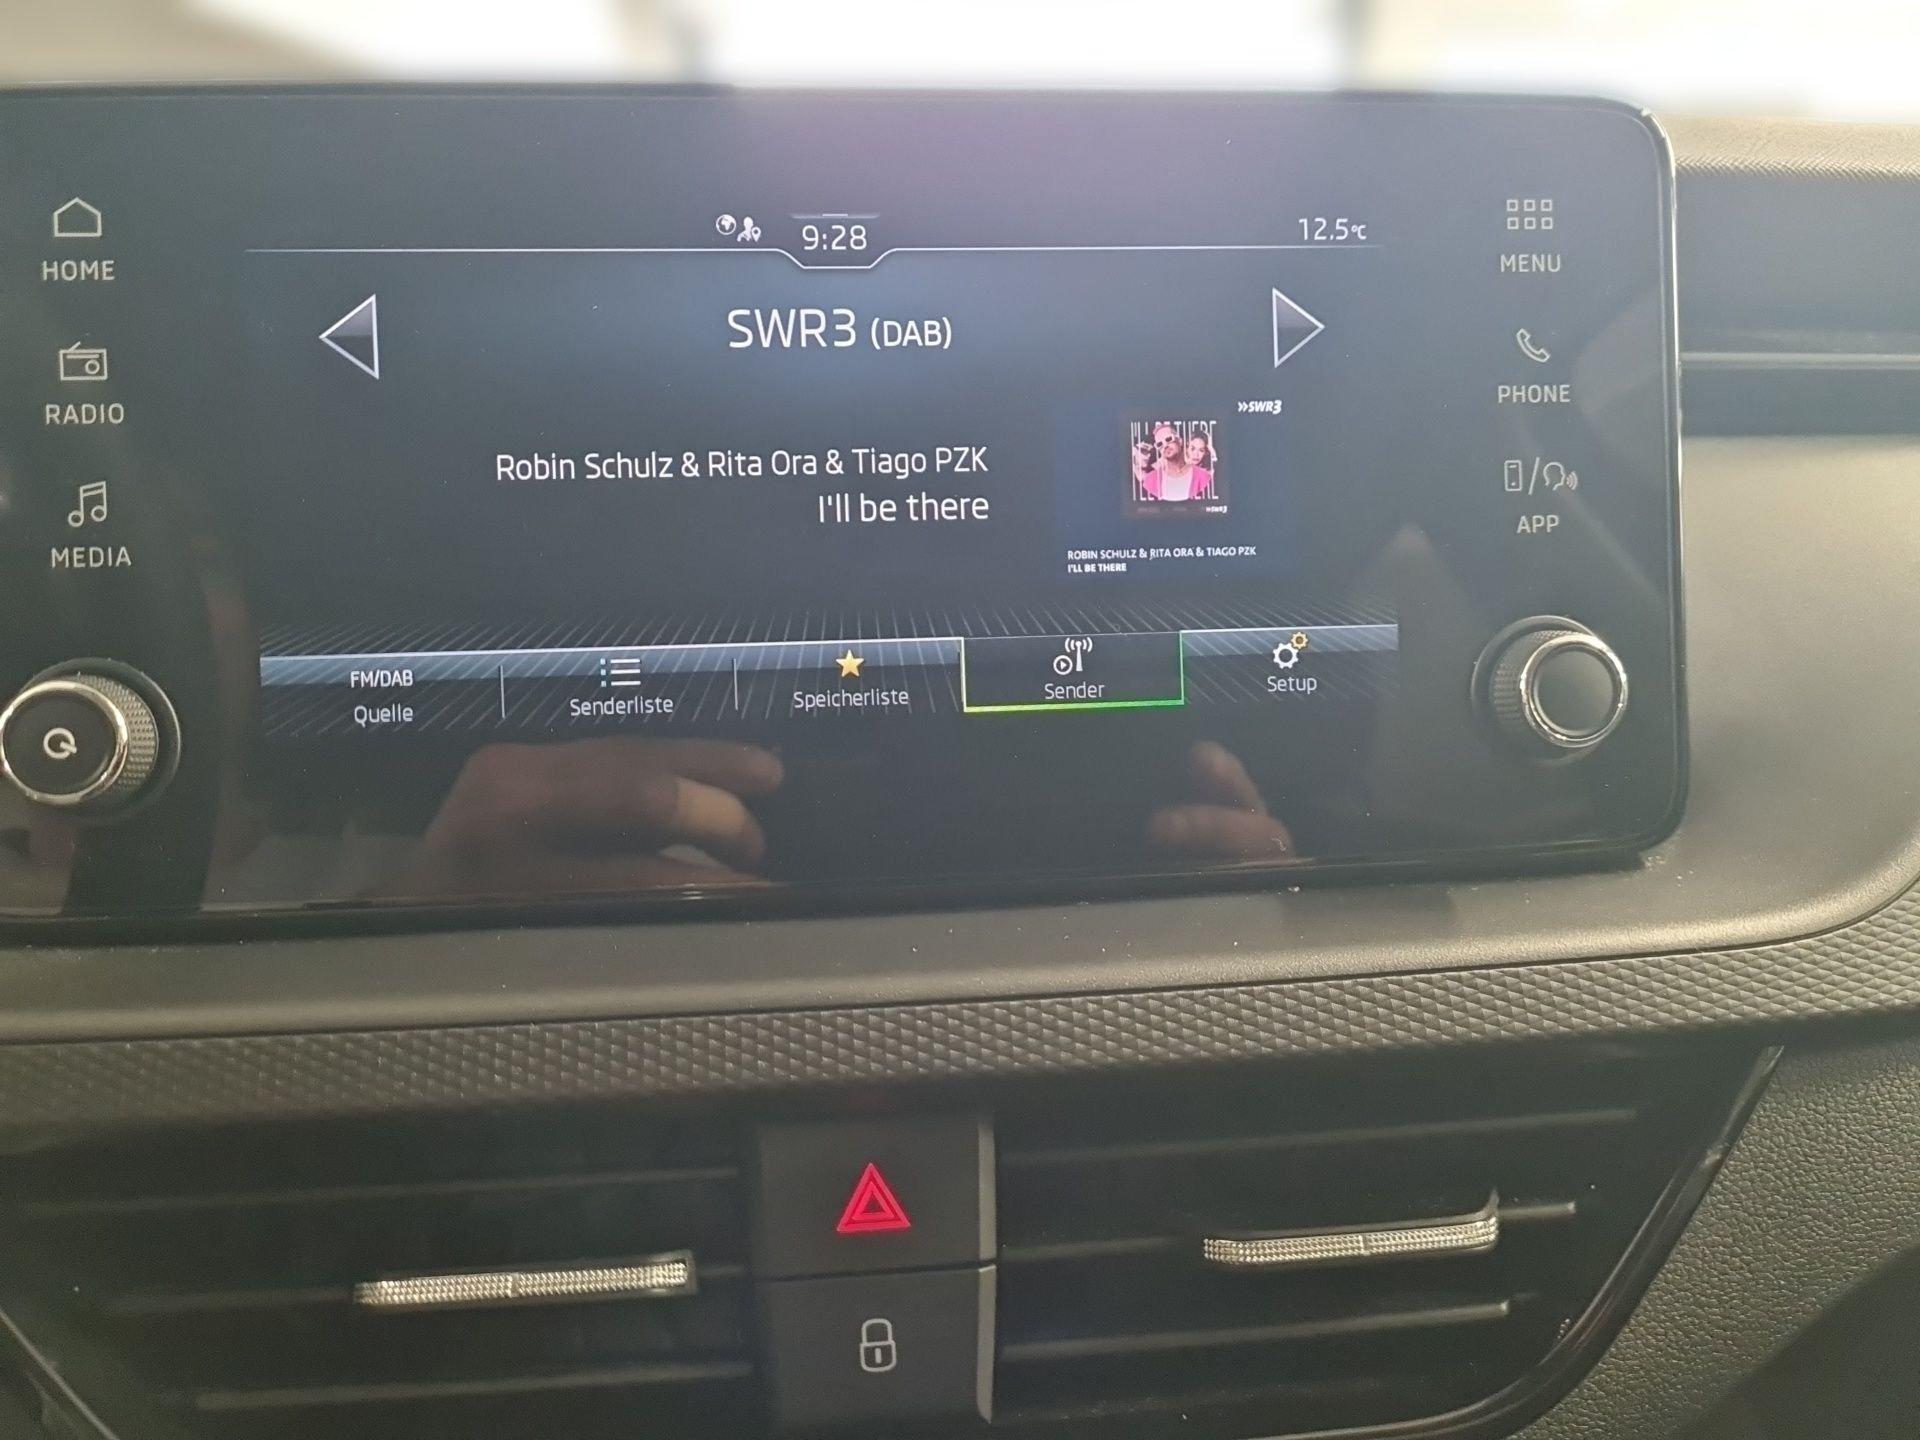 9:28
12.5°C
HOME
MENU
SWR3 (DAB)
RADIO
PHONE
»SWR3
Robin Schulz & Rita Ora & Tiago PZK
I'll be there
MEDIA
APP
ROBIN SCHULZ & RITA ORA & TIAGO PZK
I'LL BE THERE
FM/DAB
Quelle
Senderliste
Speicherliste
Sender
Setup